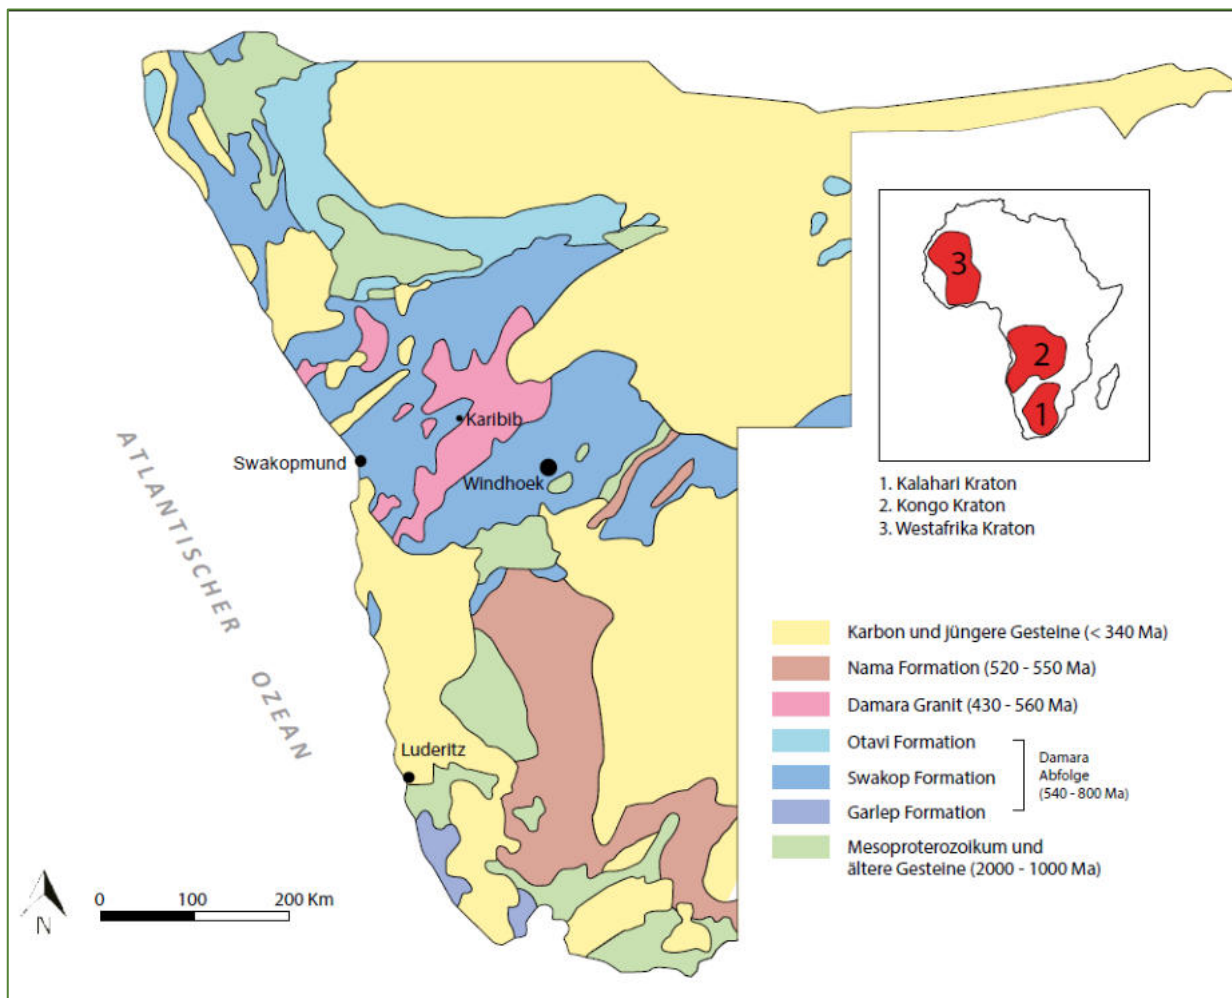 3
2
1
Karibib
Swakopmund
Windhoek
ATLANTISCHER OZEAN
1. Kalahari Kraton
2. Kongo Kraton
3. Westafrika Kraton
Luderitz
Karbon und jüngere Gesteine (< 340 Ma)
Nama Formation (520 - 550 Ma)
Damara Granit (430 - 560 Ma)
Otavi Formation
Swakop Formation
Garlep Formation
Damara
Abfolge
(540 - 800 Ma)
Mesoproterozoikum und
ältere Gesteine (2000 - 1000 Ma)
N
0 100 200 Km